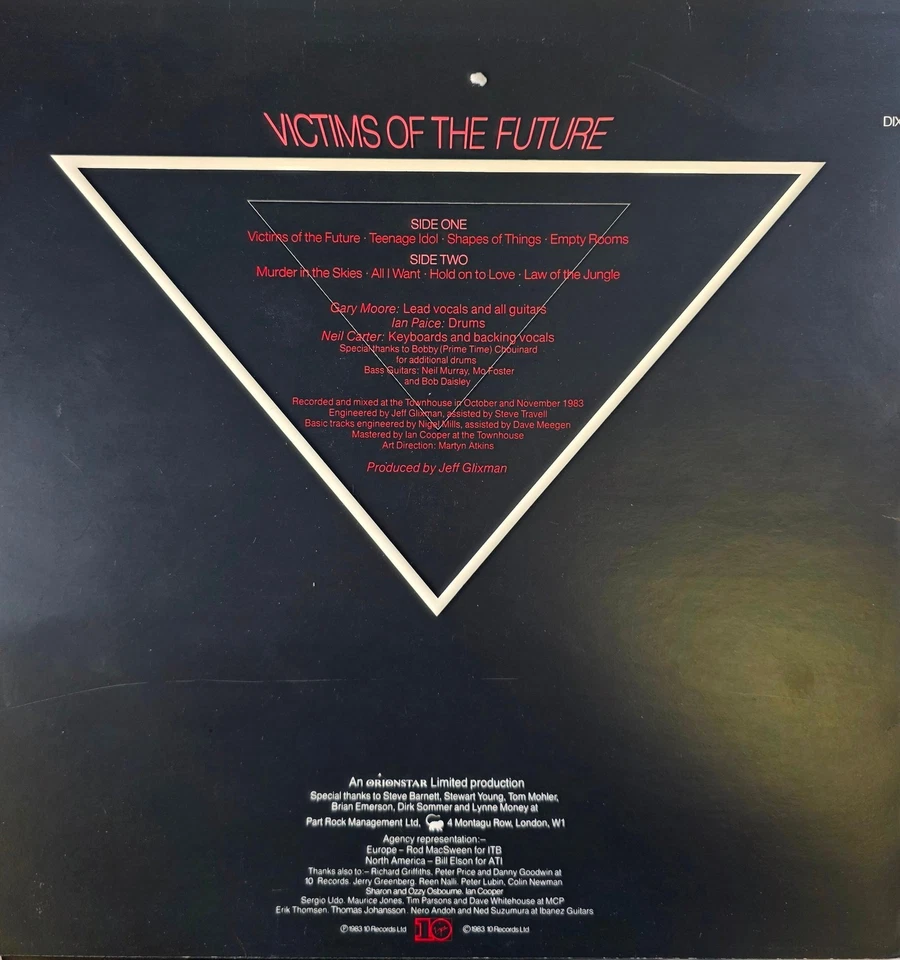 VICTIMS OF THE FUTURE
DIX
SIDE ONE
Victims of the Future · Teenage Idol · Shapes of Things · Empty Rooms
SIDE TWO
Murder in the Skies · All I Want · Hold on to Love · Law of the Jungle
Gary Moore: Lead vocals and all guitars
Ian Paice: Drums
Neil Carter: Keyboards and backing vocals
Special thanks to Bobby (Prime Time) Chouinard
for additional drums
Bass Guitars: Neil Murray, Mo Foster
and Bob Daisley
Recorded and mixed at the Townhouse in October and November 1983
Engineered by Jeff Glixman, assisted by Steve Travell
Basic tracks engineered by Nigel Mills, assisted by Dave Meegen
Mastered by Ian Cooper at the Townhouse
Art Direction: Martyn Atkins
Produced by Jeff Glixman
An ORIONSTAR Limited production
Special thanks to Steve Barnett, Stewart Young, Tom Mohler,
Brian Emerson, Dirk Sommer and Lynne Money at
Part Rock Management Ltd, 4 Montagu Row, London, W1
Agency representation:–
Europe – Rod MacSween for ITB
North America – Bill Elson for ATI
Thanks also to:– Richard Griffiths, Peter Price and Danny Goodwin at
10 Records. Jerry Greenberg. Reen Nalli. Peter Lubin, Colin Newman
Sharon and Ozzy Osbourne. Ian Cooper
Sergio Udo. Maurice Jones. Tim Parsons and Dave Whitehouse at MCP
Erik Thomsen. Thomas Johansson. Nero Andoh and Ned Suzumura at Ibanez Guitars
Ⓟ1983 10 Records Ltd 10 Virgin ©1983 10 Records Ltd